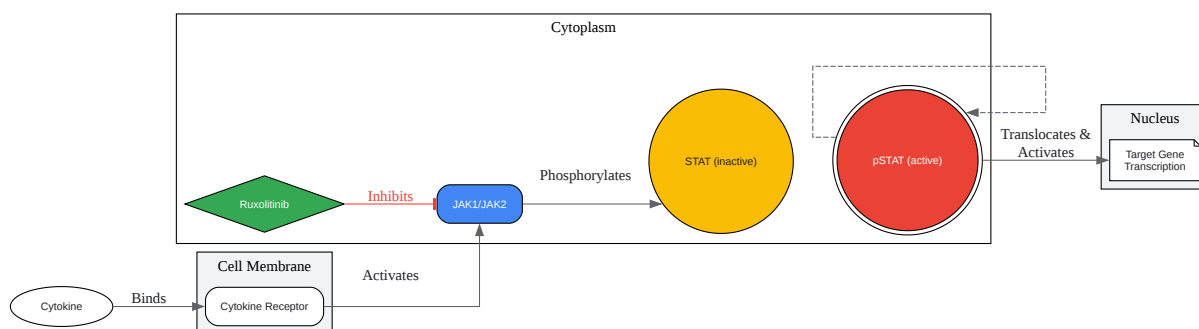 Cytoplasm
Nucleus
Translocates &
Activates
Target Gene
Transcription
STAT (inactive)
pSTAT (active)
Phosphorylates
Ruxolitinib
Inhibits
JAK1/JAK2
Cell Membrane
Activates
Cytokine
Binds
Cytokine Receptor